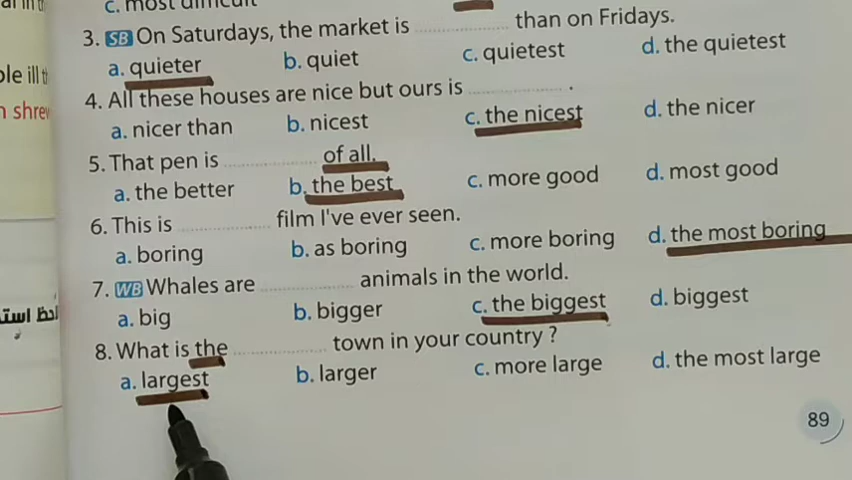 c. most difficult
3. SB On Saturdays, the market is ............... than on Fridays.
a. quieter b. quiet c. quietest d. the quietest
4. All these houses are nice but ours is ............... .
a. nicer than b. nicest c. the nicest d. the nicer
5. That pen is ............... of all.
a. the better b. the best c. more good d. most good
6. This is ............... film I've ever seen.
a. boring b. as boring c. more boring d. the most boring
7. WB Whales are ............... animals in the world.
a. big b. bigger c. the biggest d. biggest
8. What is the ............... town in your country ?
a. largest b. larger c. more large d. the most large
89